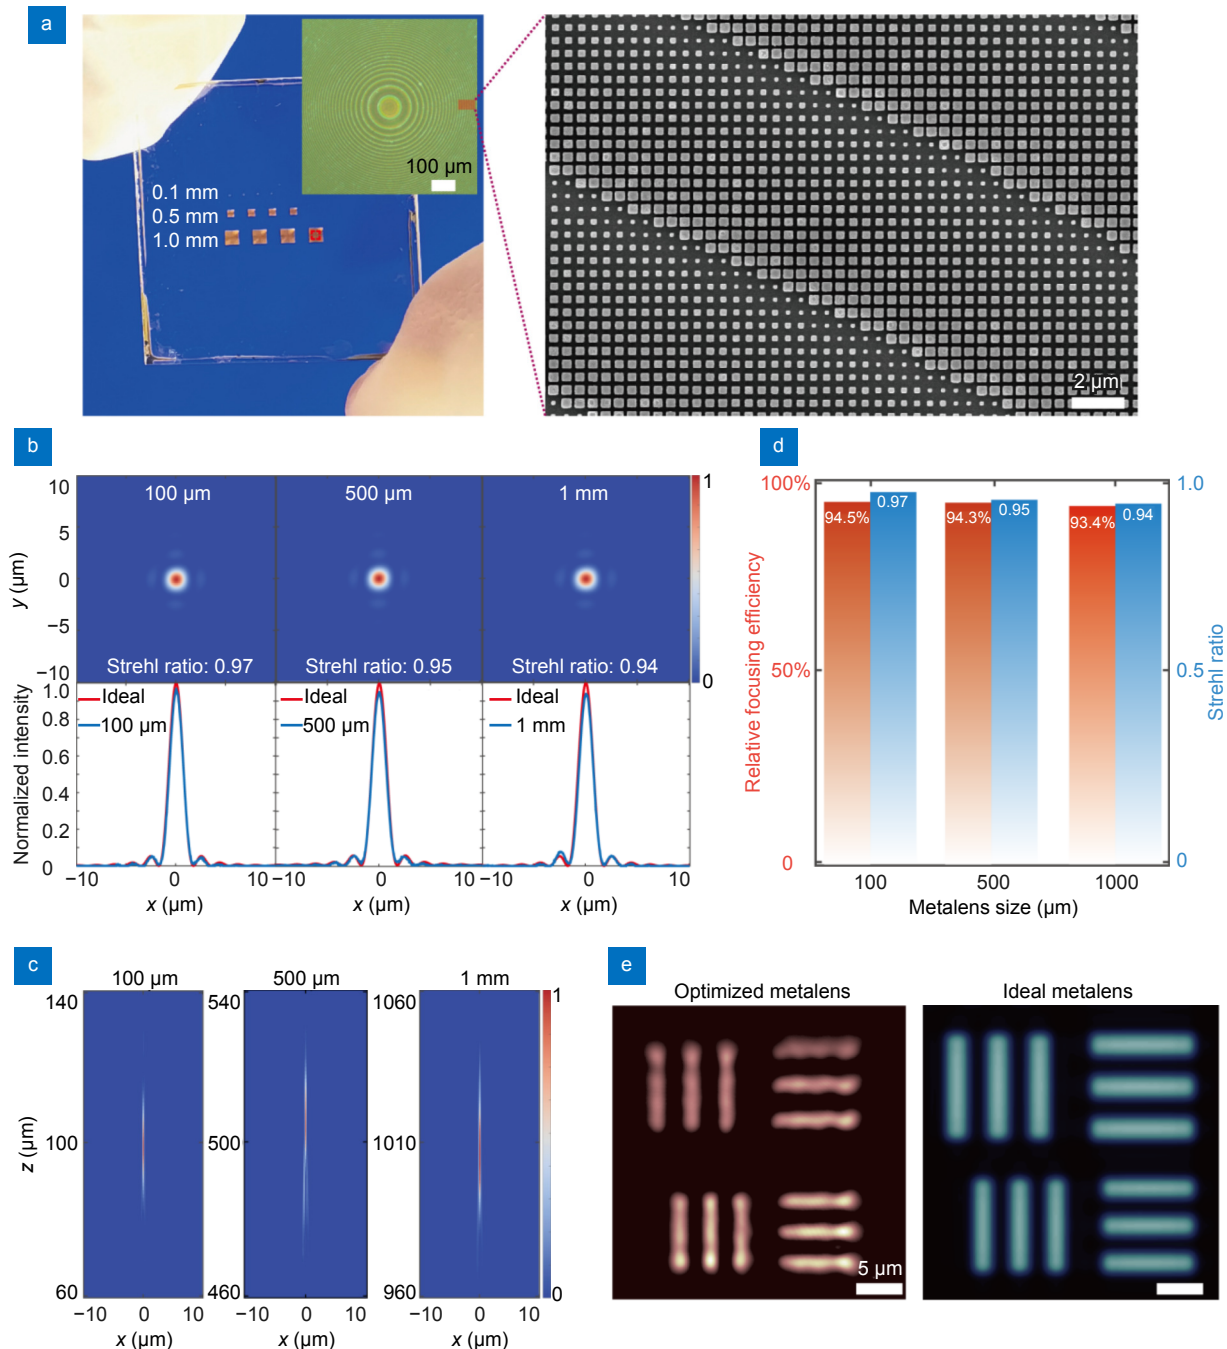 a
100 μm
0.1 mm
0.5 mm
1.0 mm
2 μm
b
100 μm
500 μm
1 mm
10
5
0
−5
−10
y (μm)
Strehl ratio: 0.97
Strehl ratio: 0.95
Strehl ratio: 0.94
1
0
Normalized intensity
1.0
0.8
0.6
0.4
0.2
0
Ideal
100 μm
Ideal
500 μm
Ideal
1 mm
−10 0 10
−10 0 10
−10 0 10
x (μm)
x (μm)
x (μm)
d
100%
50%
0
Relative focusing efficiency
94.5%
0.97
94.3%
0.95
93.4%
0.94
1.0
0.5
0
Strehl ratio
100 500 1000
Metalens size (μm)
c
100 μm
500 μm
1 mm
140
100
60
z (μm)
540
500
460
1060
1010
960
1
0
−10 0 10
−10 0 10
−10 0 10
x (μm)
x (μm)
x (μm)
e
Optimized metalens
Ideal metalens
5 μm